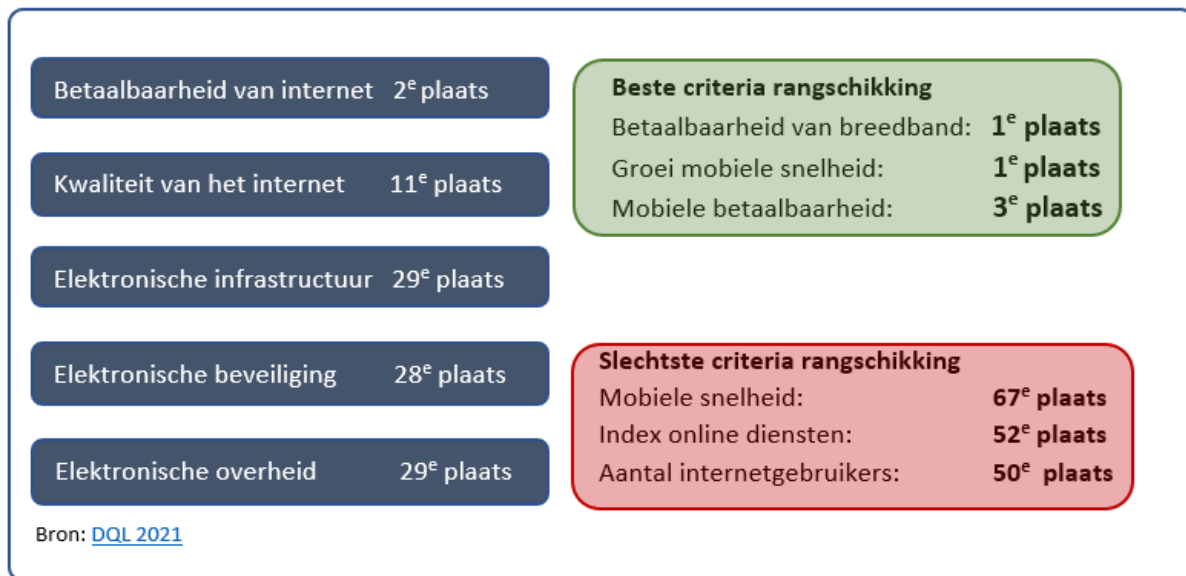 Betaalbaarheid van internet 2e plaats
Kwaliteit van het internet 11e plaats
Elektronische infrastructuur 29e plaats
Elektronische beveiliging 28e plaats
Elektronische overheid 29e plaats
Beste criteria rangschikking
Betaalbaarheid van breedband: 1e plaats
Groei mobiele snelheid: 1e plaats
Mobiele betaalbaarheid: 3e plaats
Slechtste criteria rangschikking
Mobiele snelheid: 67e plaats
Index online diensten: 52e plaats
Aantal internetgebruikers: 50e plaats
Bron: DQL 2021